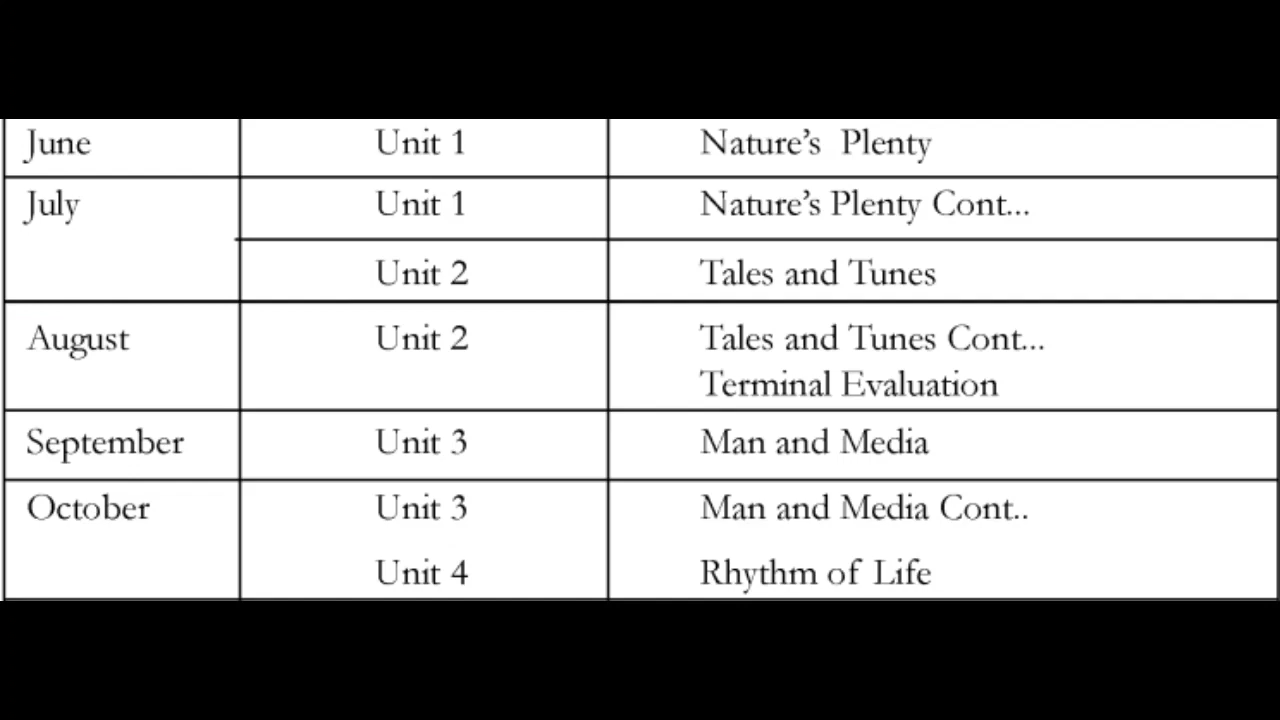 June Unit 1 Nature’s Plenty
July Unit 1 Nature’s Plenty Cont...
Unit 2 Tales and Tunes
August Unit 2 Tales and Tunes Cont...
Terminal Evaluation
September Unit 3 Man and Media
October Unit 3 Man and Media Cont..
Unit 4 Rhythm of Life